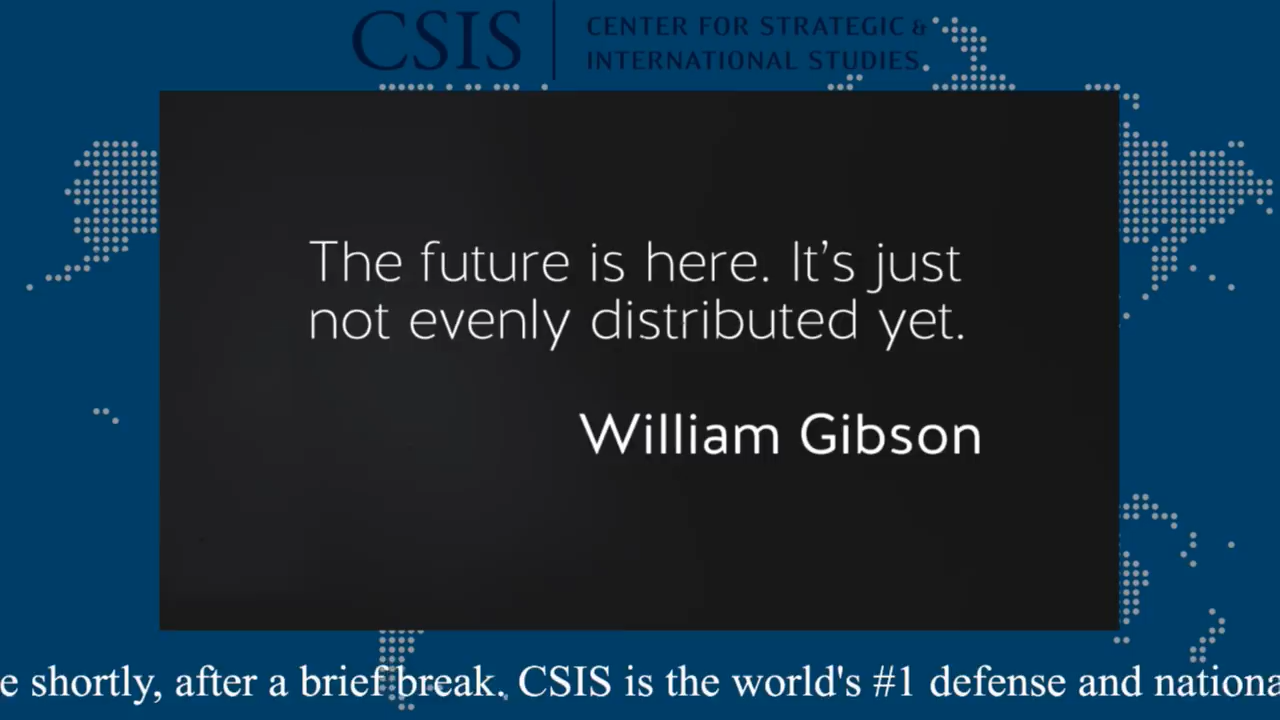 CSIS
CENTER FOR STRATEGIC &
INTERNATIONAL STUDIES
The future is here. It’s just
not evenly distributed yet.
William Gibson
e shortly, after a brief break. CSIS is the world's #1 defense and nationa